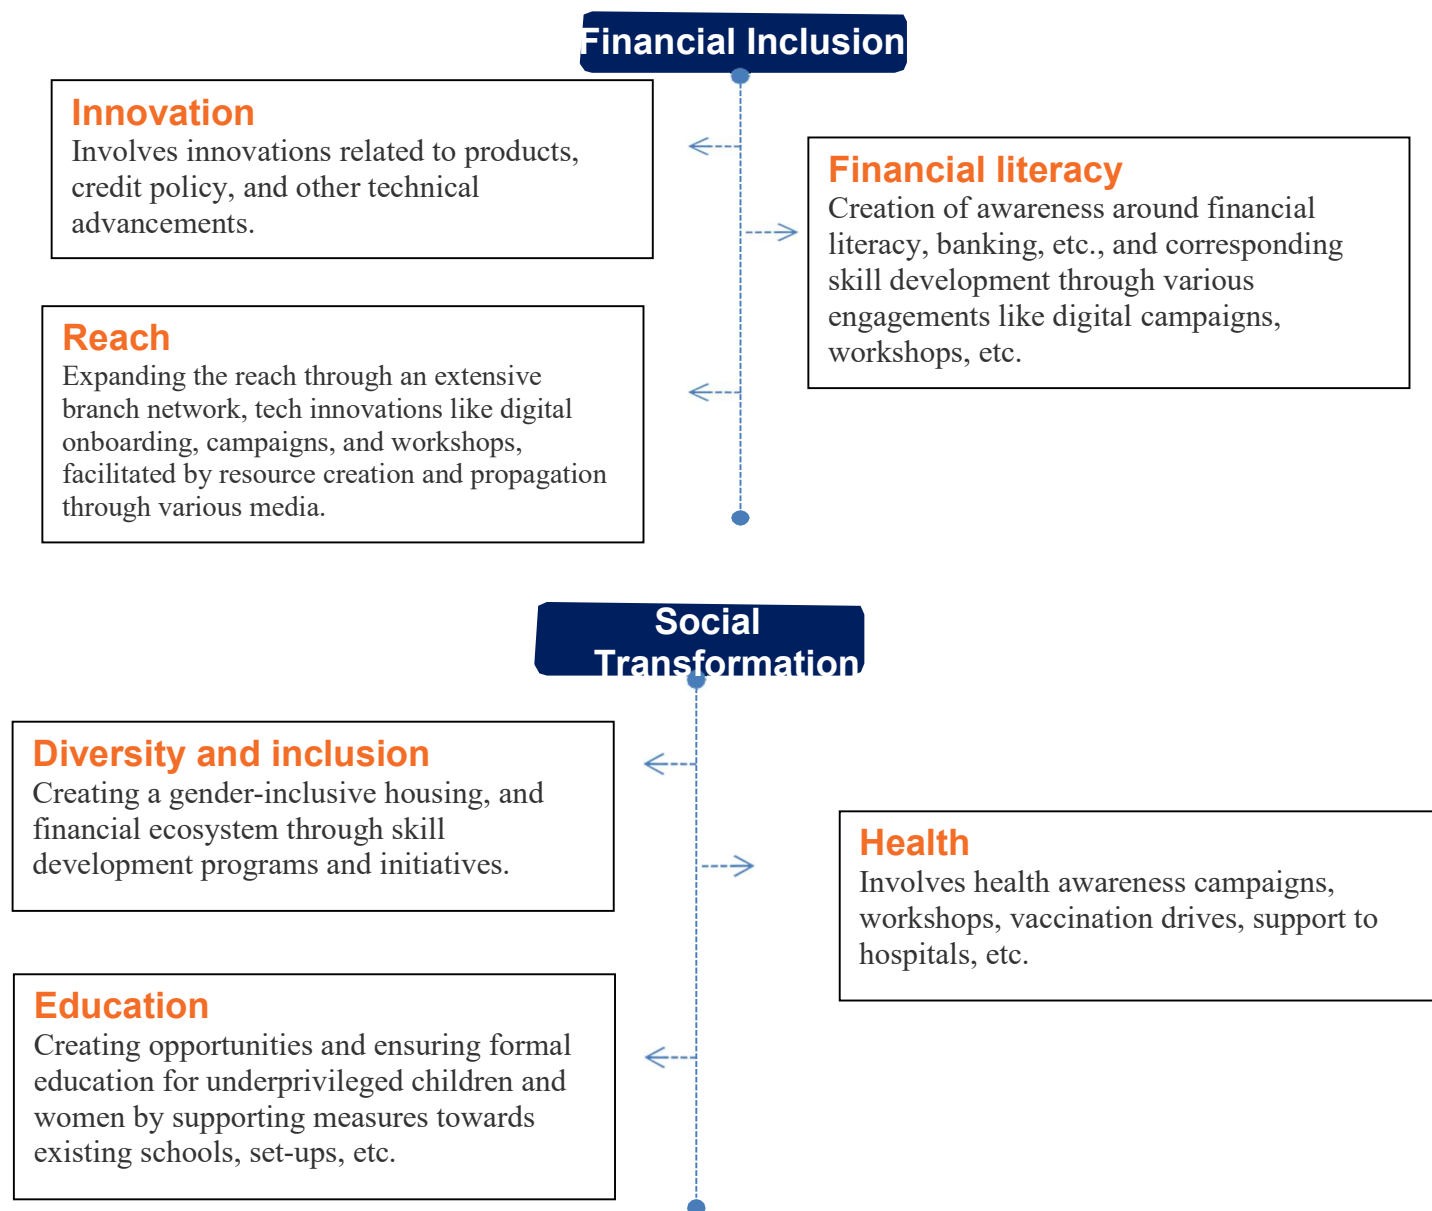 Financial Inclusion
Innovation
Involves innovations related to products,
credit policy, and other technical
advancements.
Financial literacy
Creation of awareness around financial
literacy, banking, etc., and corresponding
skill development through various
engagements like digital campaigns,
workshops, etc.
Reach
Expanding the reach through an extensive
branch network, tech innovations like digital
onboarding, campaigns, and workshops,
facilitated by resource creation and propagation
through various media.
Social
Transformation
Diversity and inclusion
Creating a gender-inclusive housing, and
financial ecosystem through skill
development programs and initiatives.
Health
Involves health awareness campaigns,
workshops, vaccination drives, support to
hospitals, etc.
Education
Creating opportunities and ensuring formal
education for underprivileged children and
women by supporting measures towards
existing schools, set-ups, etc.